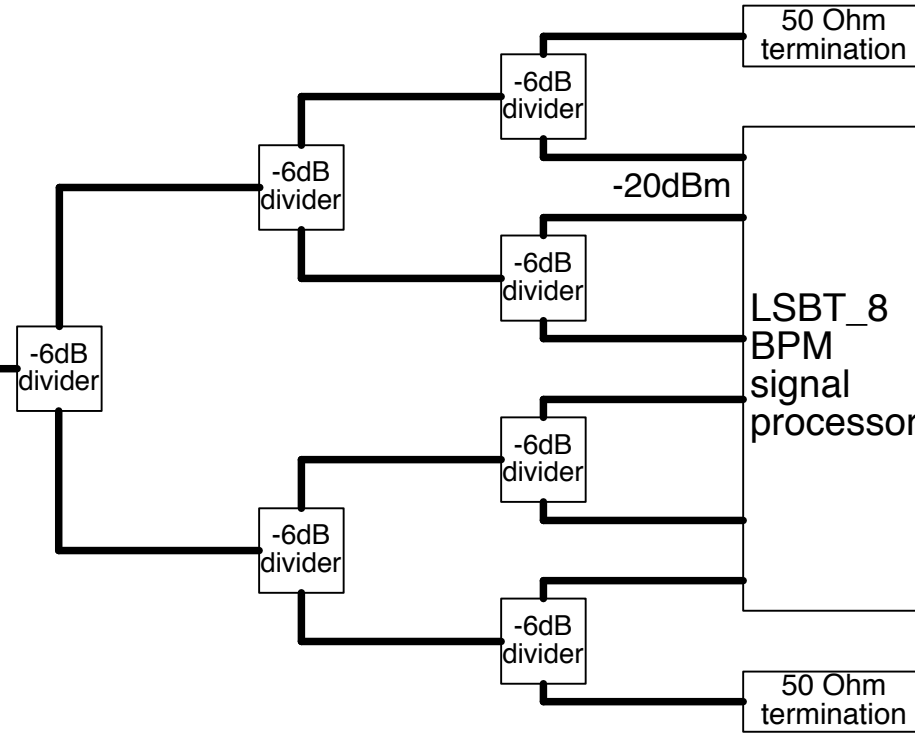 50 Ohm
termination
-6dB
divider
-6dB
divider
-20dBm
-6dB
divider
LSBT_8
BPM
signal
processor
-6dB
divider
-6dB
divider
-6dB
divider
-6dB
divider
50 Ohm
termination